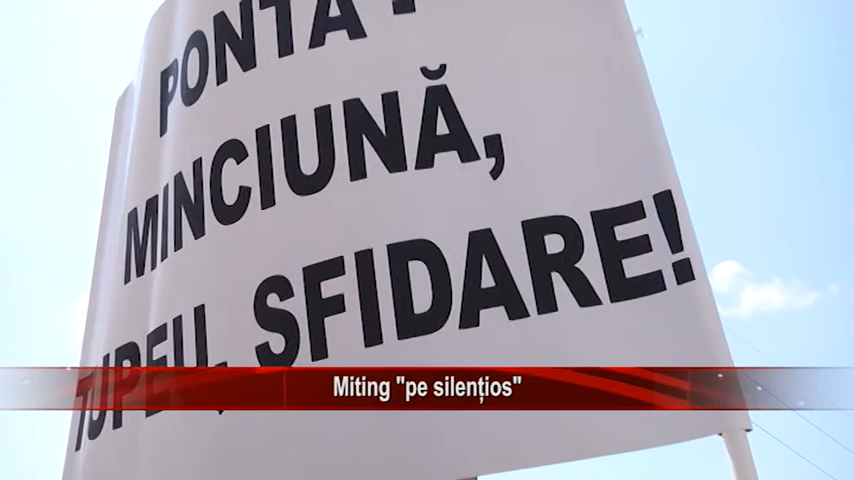 PONTA
MINCIUNĂ,
TUPEU, SFIDARE!
Miting "pe silențios"